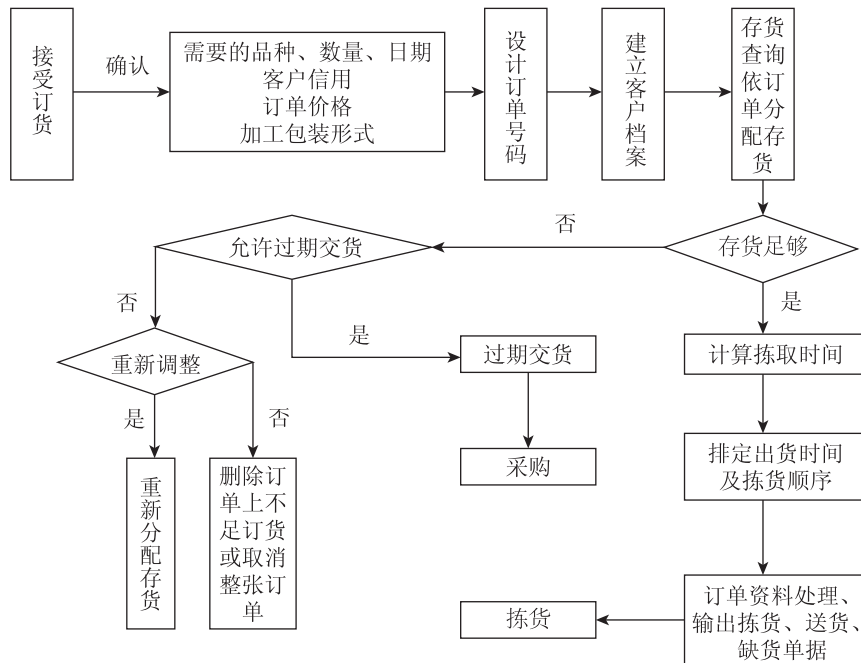 接受订货
确认
需要的品种、数量、日期
客户信用
订单价格
加工包装形式
设计订单号码
建立客户档案
存货
查询
依订
单分
配存
货
否
允许过期交货
存货足够
否
是
是
重新调整
过期交货
计算拣取时间
是
否
重新分配存货
删除订
单上不
足订货
或取消
整张订
单
采购
排定出货时间
及拣货顺序
拣货
订单资料处理、
输出拣货、送货、
缺货单据